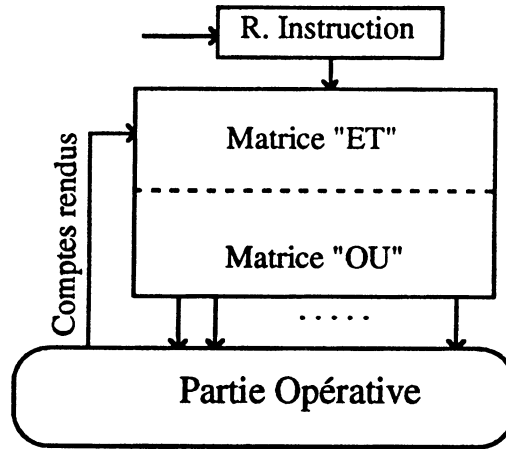 R. Instruction
Matrice "ET"
Comptes rendus
Matrice "OU"
.....
Partie Opérative